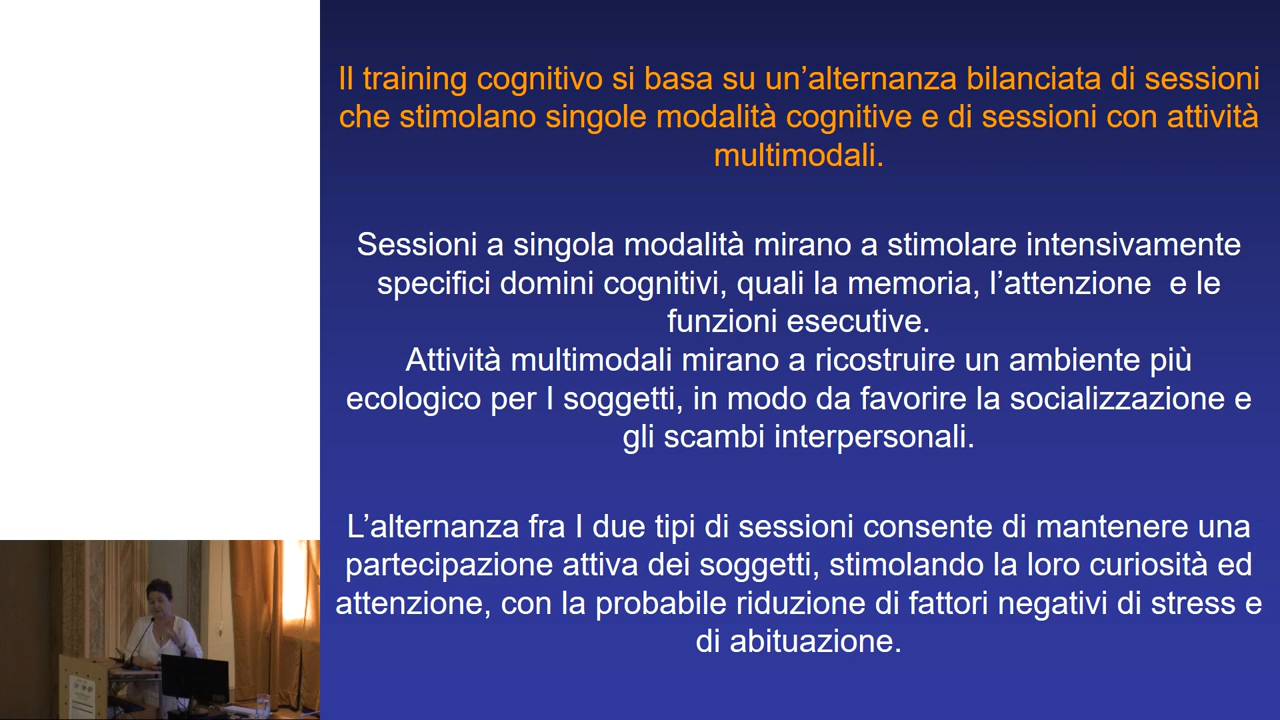 Il training cognitivo si basa su un’alternanza bilanciata di sessioni
che stimolano singole modalità cognitive e di sessioni con attività
multimodali.
Sessioni a singola modalità mirano a stimolare intensivamente
specifici domini cognitivi, quali la memoria, l’attenzione  e le
funzioni esecutive.
Attività multimodali mirano a ricostruire un ambiente più
ecologico per I soggetti, in modo da favorire la socializzazione e
gli scambi interpersonali.
L’alternanza fra I due tipi di sessioni consente di mantenere una
partecipazione attiva dei soggetti, stimolando la loro curiosità ed
attenzione, con la probabile riduzione di fattori negativi di stress e
di abituazione.